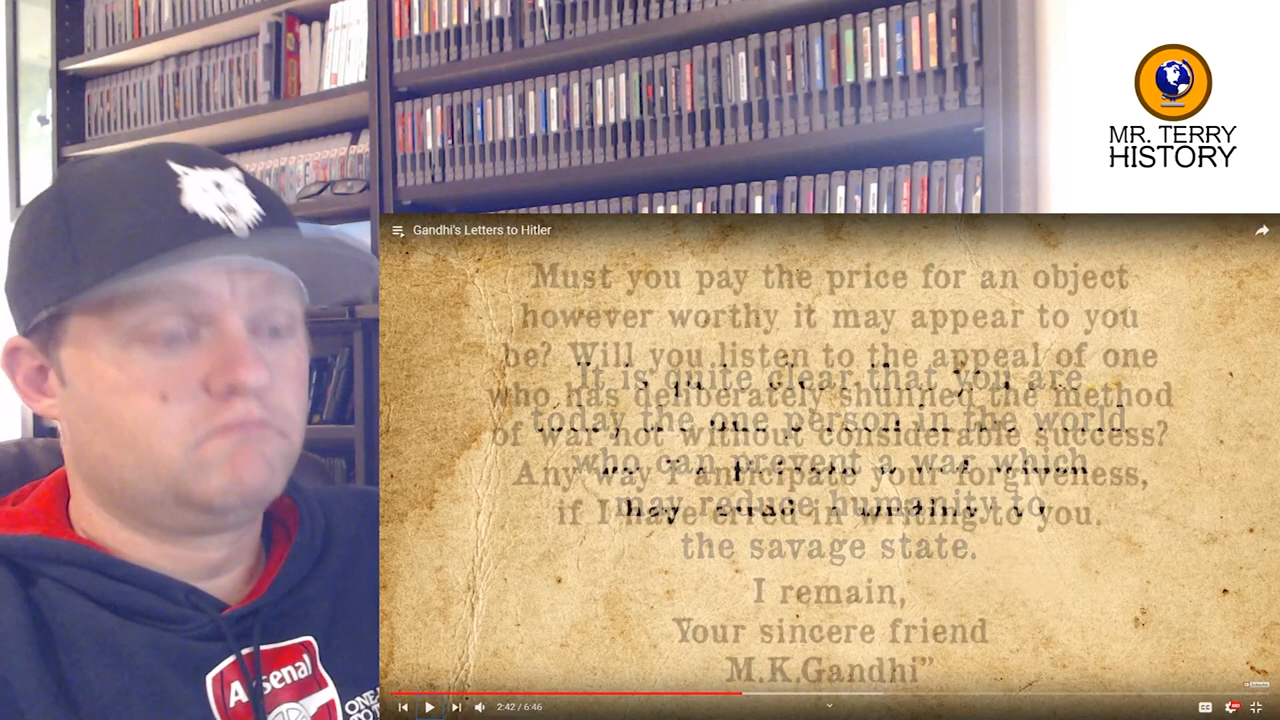 MR. TERRY
HISTORY
Gandhi's Letters to Hitler
Must you pay the price for an object
however worthy it may appear to you
be? Will you listen to the appeal of one
It is quite clear that you are
who has deliberately shunned the method
today the one person in the world
of war not without considerable success?
who can prevent a war which
Any way I anticipate your forgiveness,
may reduce humanity to
if I have erred in writing to you.
the savage state.
I remain,
Your sincere friend
M.K.Gandhi”
Arsenal
2:42 / 6:46
CC
HD